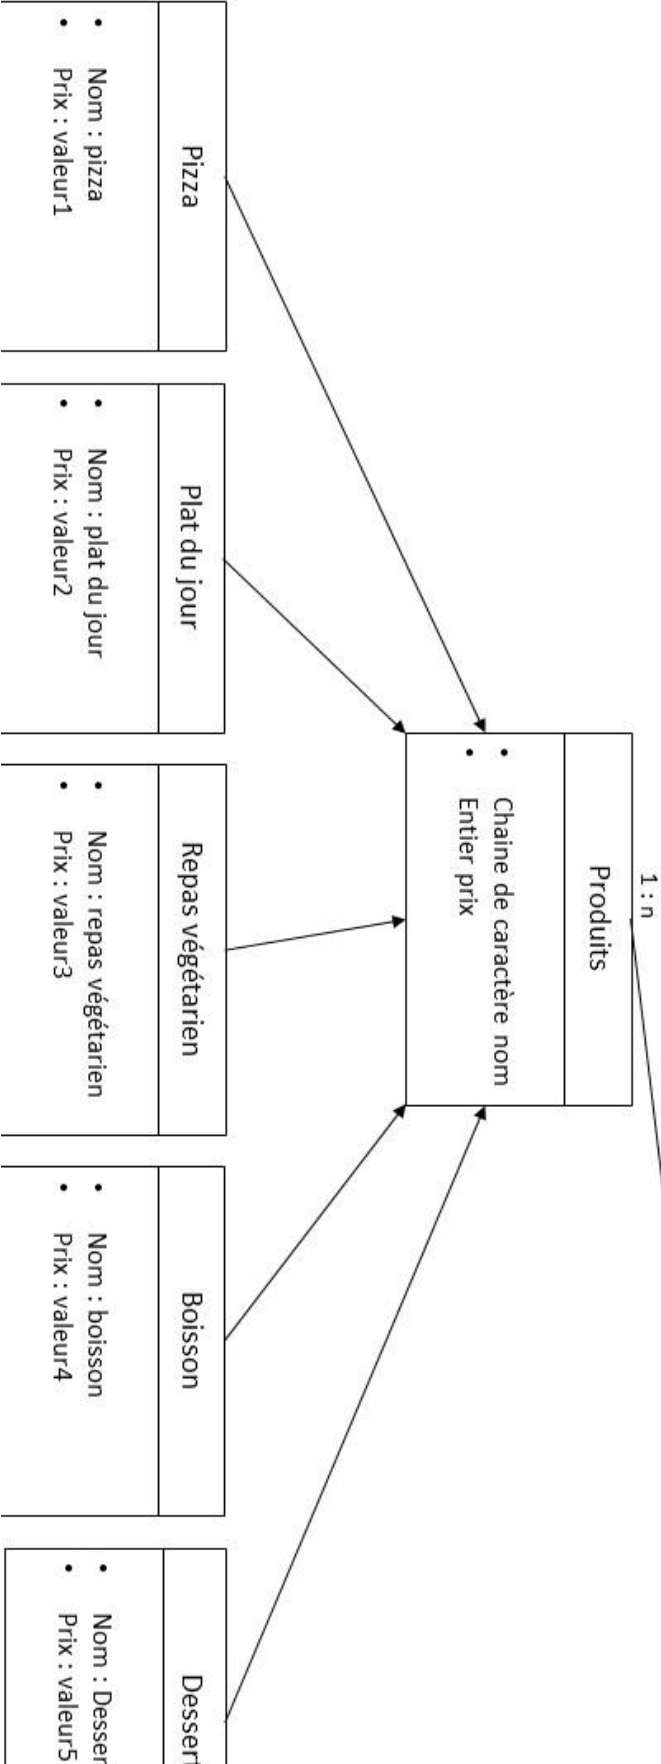 1 : n
Produits
• Chaine de caractère nom
• Entier prix
Pizza
• Nom : pizza
• Prix : valeur1
Plat du jour
• Nom : plat du jour
• Prix : valeur2
Repas végétarien
• Nom : repas végétarien
• Prix : valeur3
Boisson
• Nom : boisson
• Prix : valeur4
Dessert
• Nom : Desser
• Prix : valeur5